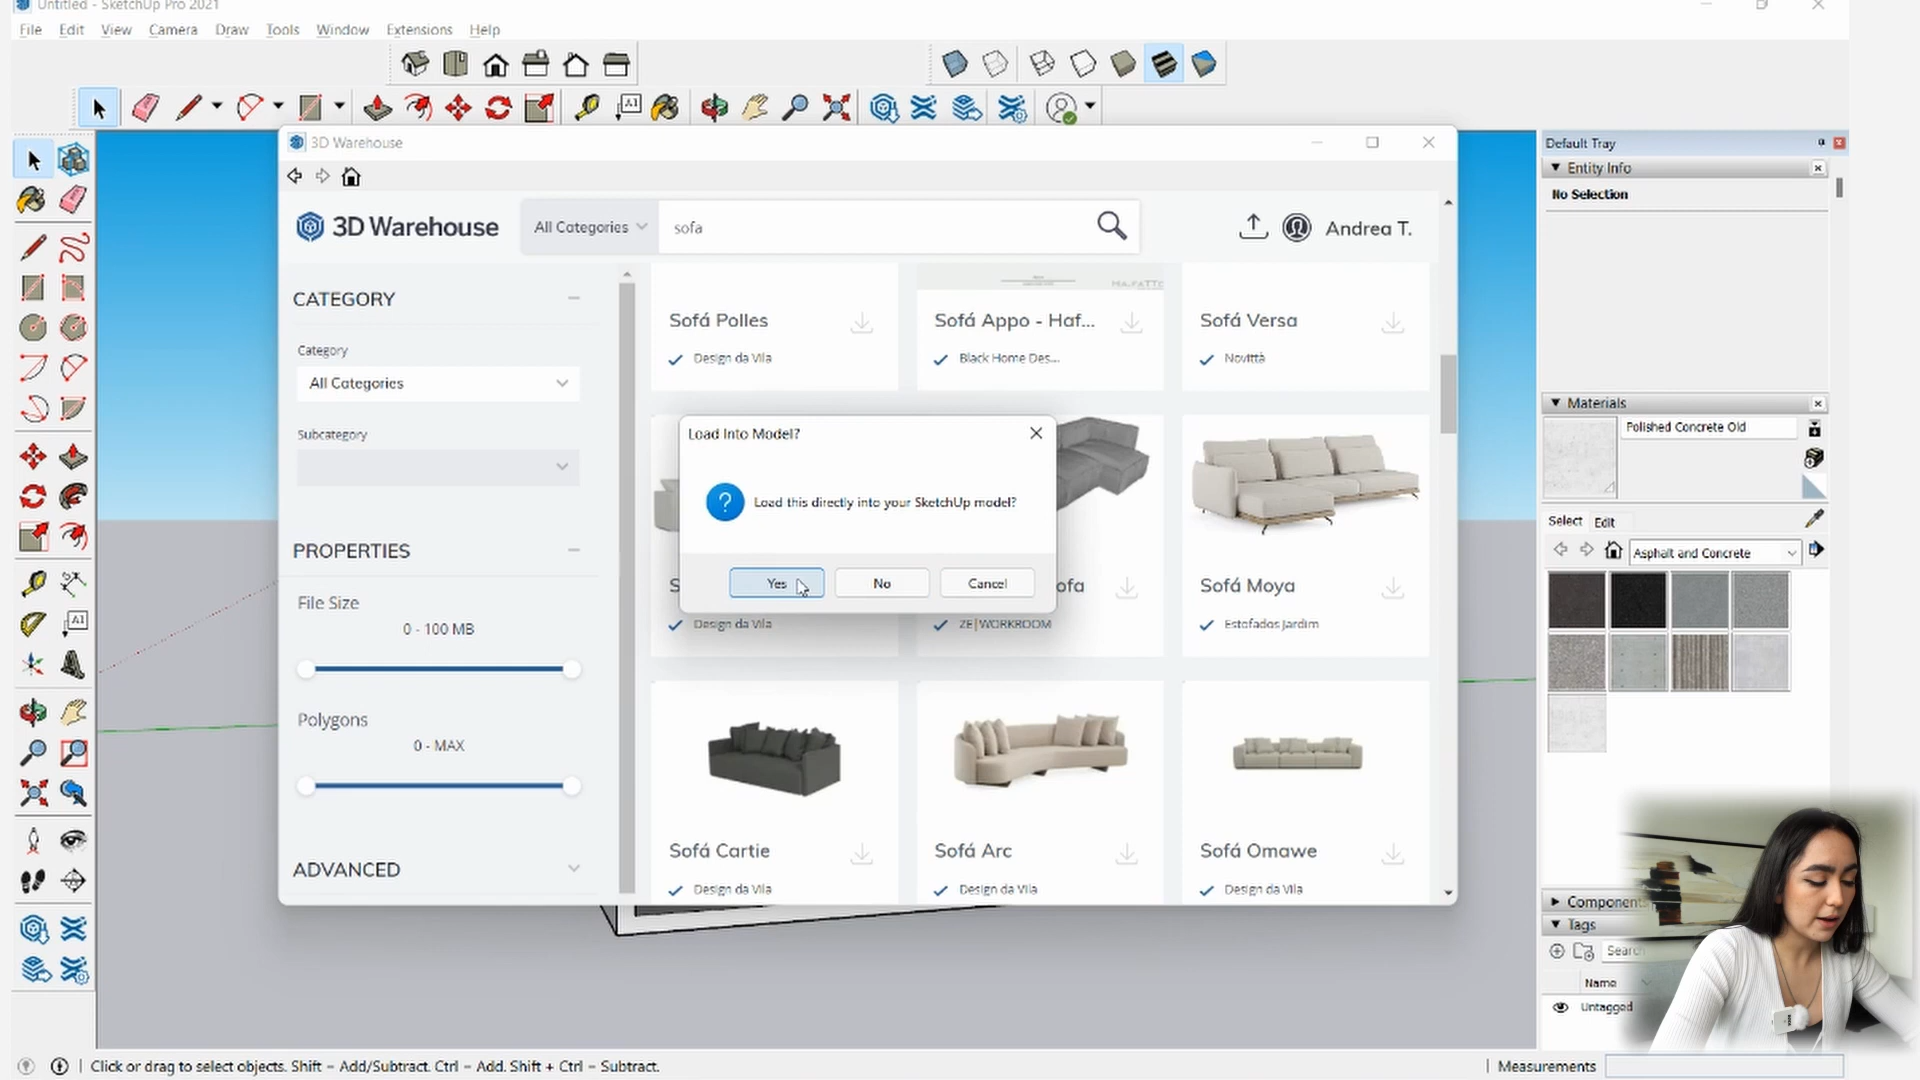 Untitled - SketchUp Pro 2021
File Edit View Camera Draw Tools Window Extensions Help
A1
3D Warehouse
3D Warehouse
All Categories
sofa
Andrea T.
CATEGORY
Category
All Categories
Subcategory
PROPERTIES
File Size
0 - 100 MB
Polygons
0 - MAX
ADVANCED
Sofá Polles
Design da Vila
Sofá Appo - Haf...
Black Home Des...
Sofá Versa
Novittà
Load Into Model?
Load this directly into your SketchUp model?
Yes No Cancel
S
Design da Vila
ofa
ZE|WORKROOM
Sofá Moya
Estofados Jardim
Sofá Cartie
Design da Vila
Sofá Arc
Design da Vila
Sofá Omawe
Design da Vila
Default Tray
Entity Info
No Selection
Materials
Polished Concrete Old
Select Edit
Asphalt and Concrete
Component
Tags
Search
Name
Untagged
A1
Click or drag to select objects. Shift = Add/Subtract. Ctrl = Add. Shift + Ctrl = Subtract.
Measurements